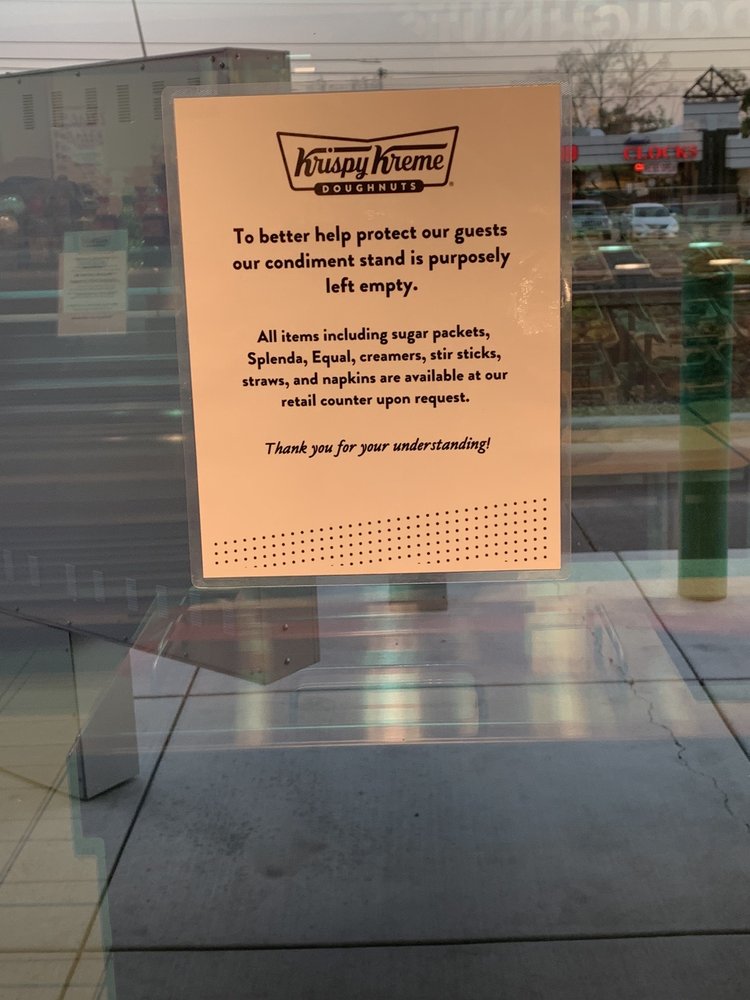 DOUGHNUTS
CLOCKS
Krispy Kreme
DOUGHNUTS
To better help protect our guests
our condiment stand is purposely
left empty.
All items including sugar packets,
Splenda, Equal, creamers, stir sticks,
straws, and napkins are available at our
retail counter upon request.
Thank you for your understanding!